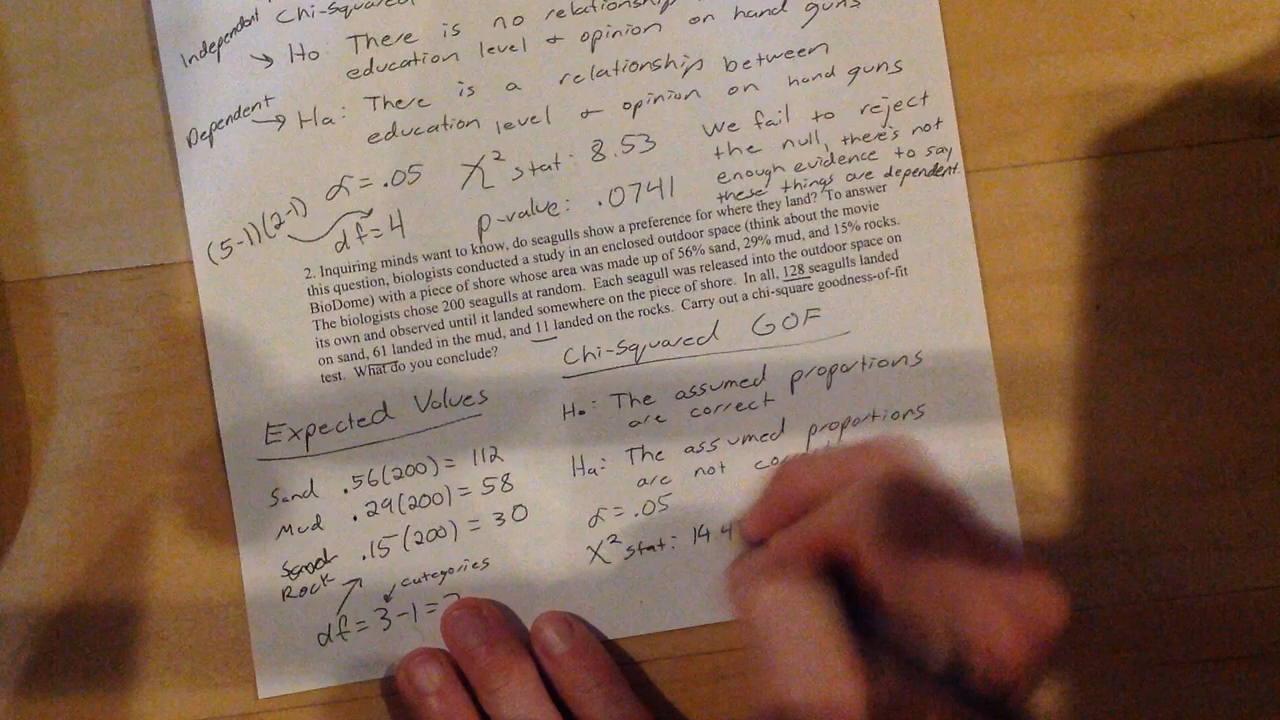 Independent
Chi-Squared
→ Ho: There is no relationship
education level + opinion on hand guns
Dependent
→ Ha: There is a relationship between
education level + opinion on hand guns
α = .05 X² stat: 8.53
(5-1)(2-1)
df = 4 p-value: .0741
We fail to reject
the null, there's not
enough evidence to say
these things are dependent.
2. Inquiring minds want to know, do seagulls show a preference for where they land? To answer
this question, biologists conducted a study in an enclosed outdoor space (think about the movie
BioDome) with a piece of shore whose area was made up of 56% sand, 29% mud, and 15% rocks.
The biologists chose 200 seagulls at random. Each seagull was released into the outdoor space on
its own and observed until it landed somewhere on the piece of shore. In all, 128 seagulls landed
on sand, 61 landed in the mud, and 11 landed on the rocks. Carry out a chi-square goodness-of-fit
test. What do you conclude?
Chi-Squared GOF
Expected Values
Sand .56(200) = 112
Mud .29(200) = 58
.15(200) = 30
Rock
categories
df = 3-1 =
Ho: The assumed proportions
are correct
Ha: The assumed proportions
are not
α = .05
X² stat: 14 4